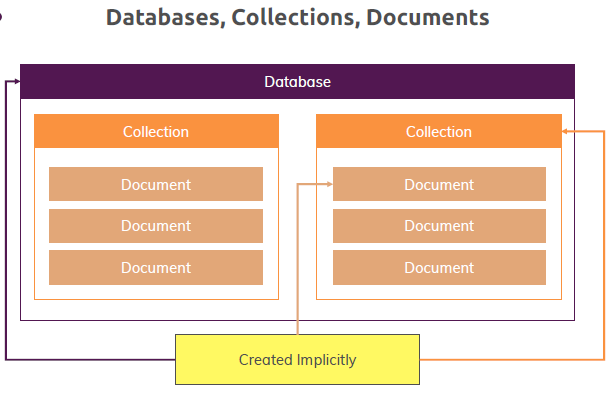 Databases, Collections, Documents
Database
Collection
Document
Document
Document
Collection
Document
Document
Document
Created Implicitly